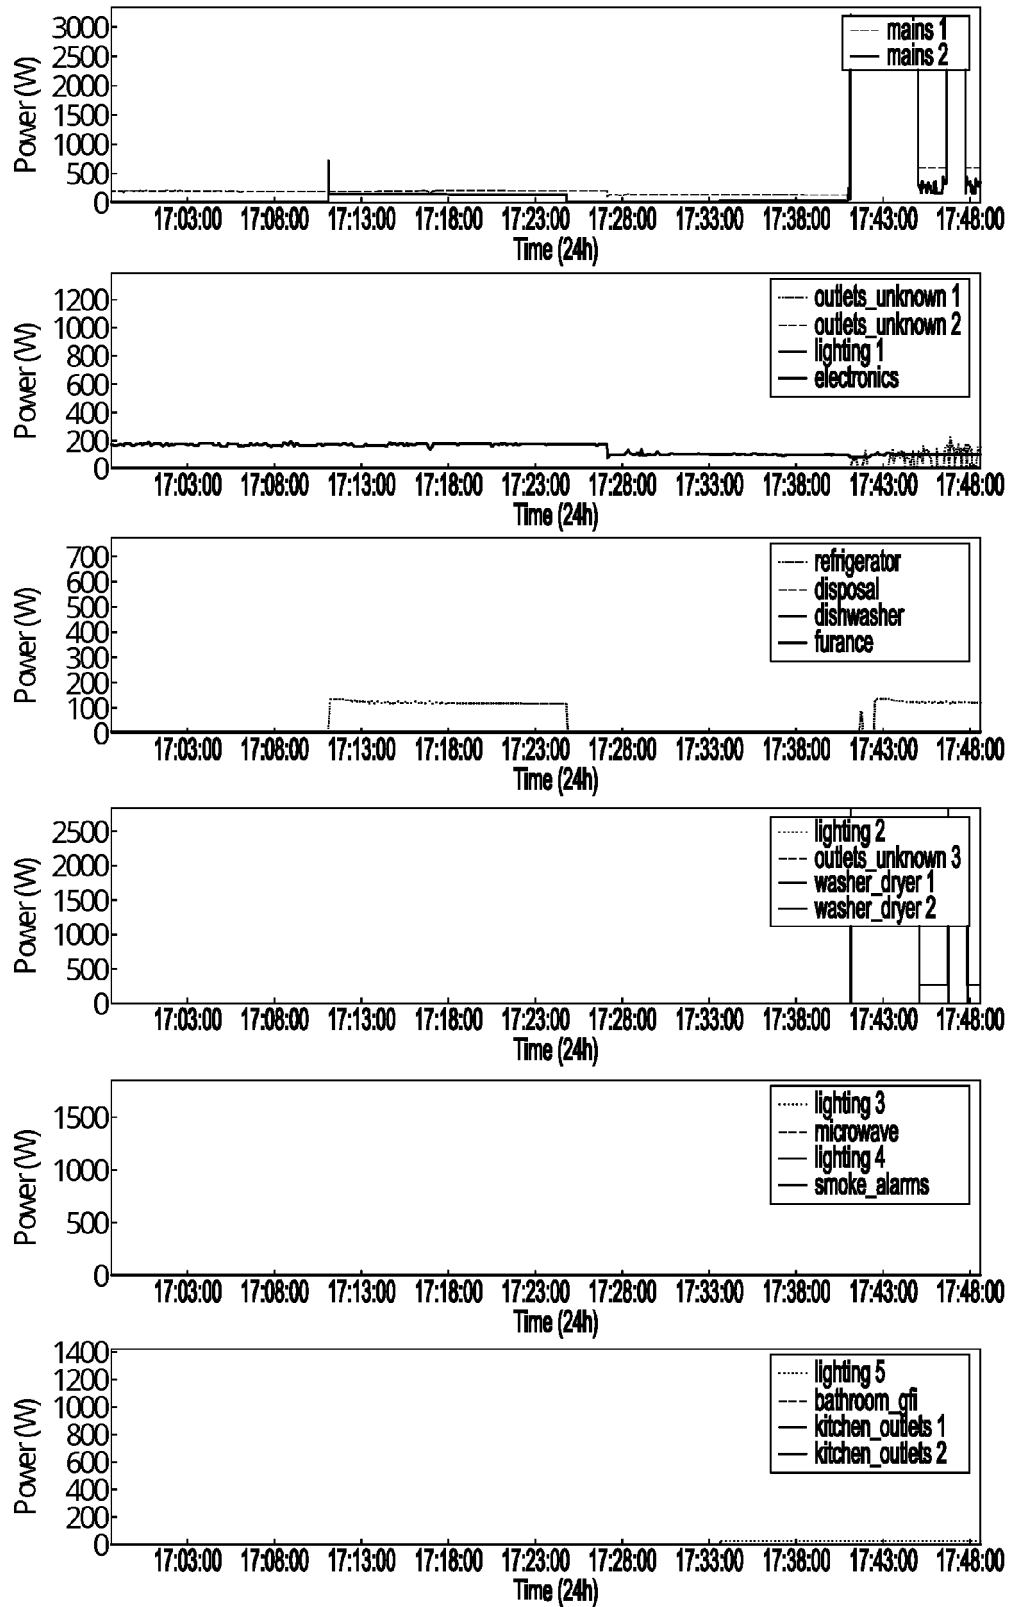 3000
2500
2000
1500
1000
500
0
Power (W)
mains 1
mains 2
17:03:00 17:08:00 17:13:00 17:18:00 17:23:00 17:28:00 17:33:00 17:38:00 17:43:00 17:48:00
Time (24h)
1200
1000
800
600
400
200
0
Power (W)
outlets_unknown 1
outlets_unknown 2
lighting 1
electronics
17:03:00 17:08:00 17:13:00 17:18:00 17:23:00 17:28:00 17:33:00 17:38:00 17:43:00 17:48:00
Time (24h)
700
600
500
400
300
200
100
0
Power (W)
refrigerator
disposal
dishwasher
furance
17:03:00 17:08:00 17:13:00 17:18:00 17:23:00 17:28:00 17:33:00 17:38:00 17:43:00 17:48:00
Time (24h)
2500
2000
1500
1000
500
0
Power (W)
lighting 2
outlets_unknown 3
washer_dryer 1
washer_dryer 2
17:03:00 17:08:00 17:13:00 17:18:00 17:23:00 17:28:00 17:33:00 17:38:00 17:43:00 17:48:00
Time (24h)
1500
1000
500
0
Power (W)
lighting 3
microwave
lighting 4
smoke_alarms
17:03:00 17:08:00 17:13:00 17:18:00 17:23:00 17:28:00 17:33:00 17:38:00 17:43:00 17:48:00
Time (24h)
1400
1200
1000
800
600
400
200
0
Power (W)
lighting 5
bathroom_gfi
kitchen_outlets 1
kitchen_outlets 2
17:03:00 17:08:00 17:13:00 17:18:00 17:23:00 17:28:00 17:33:00 17:38:00 17:43:00 17:48:00
Time (24h)